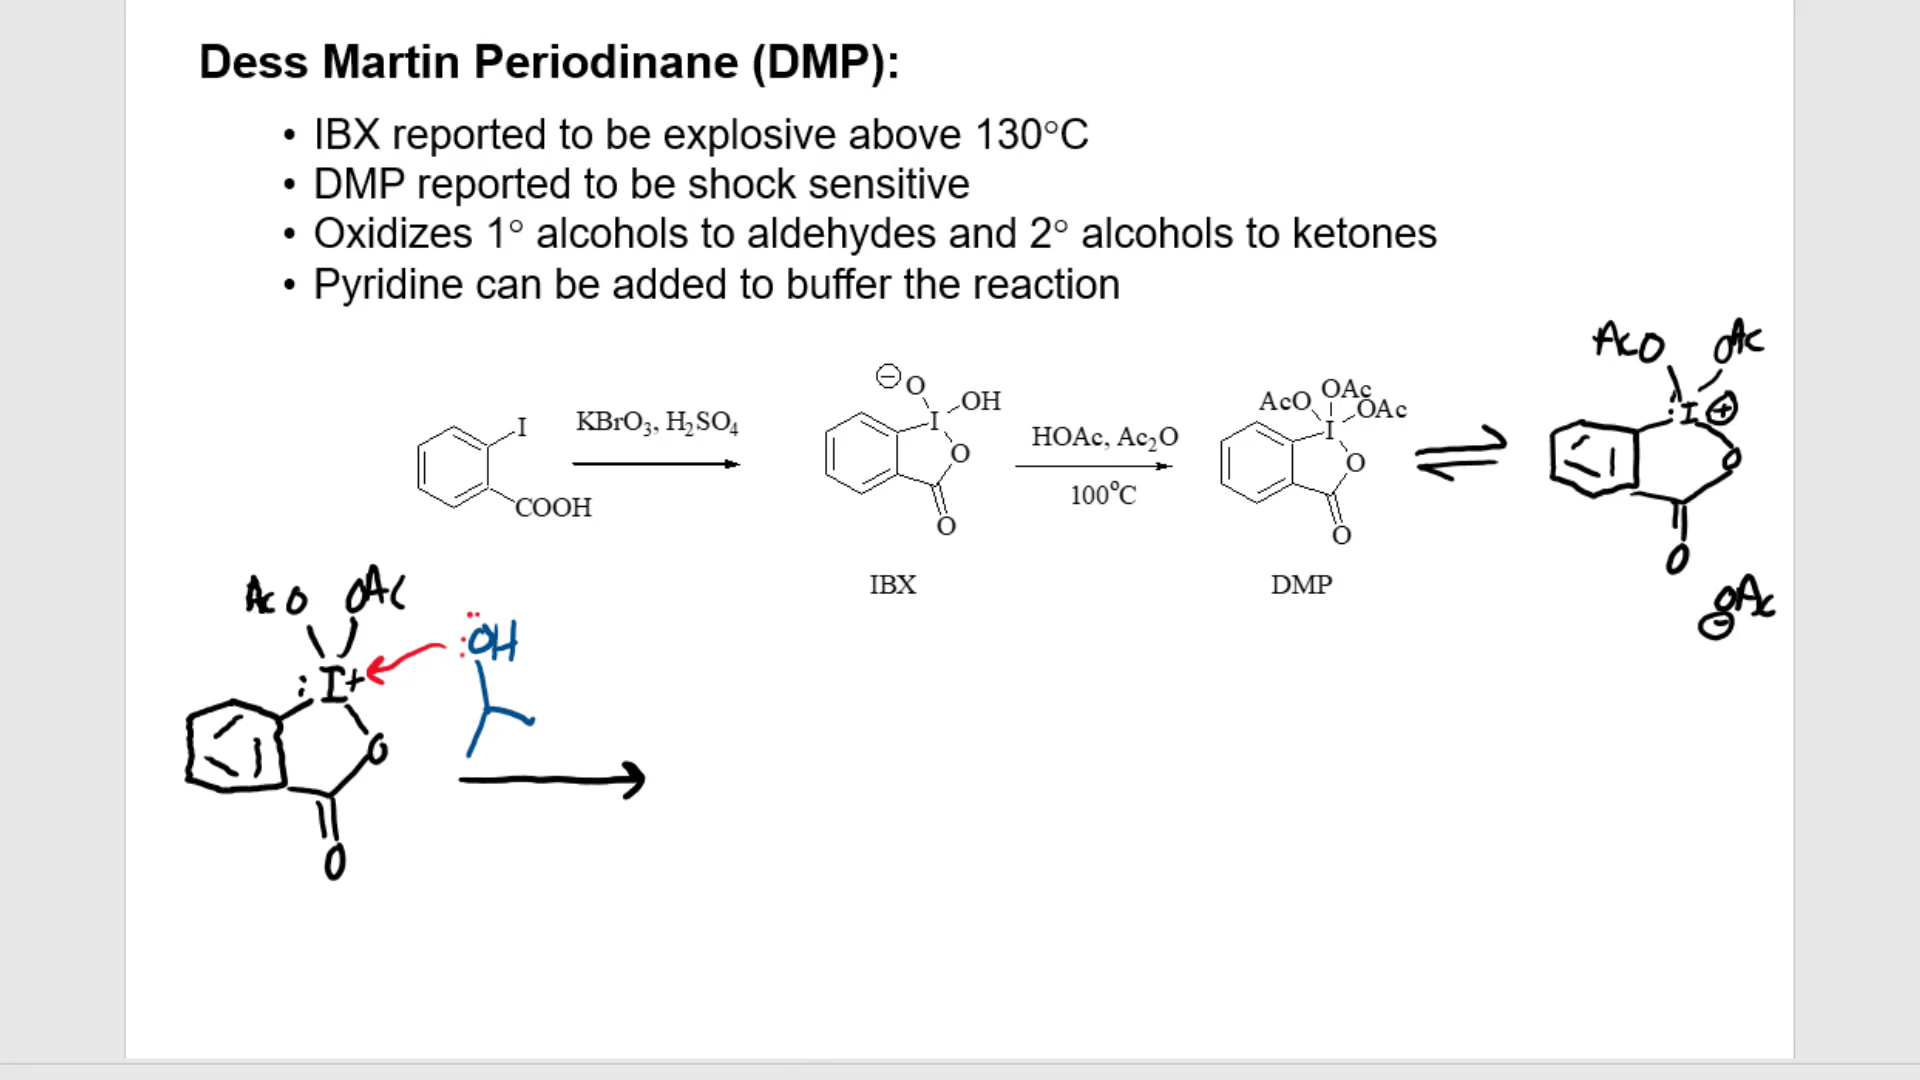 Dess Martin Periodinane (DMP):
• IBX reported to be explosive above 130°C
• DMP reported to be shock sensitive
• Oxidizes 1° alcohols to aldehydes and 2° alcohols to ketones
• Pyridine can be added to buffer the reaction
I
COOH
KBrO₃, H₂SO₄
⊖ O
OH
I
O
O
IBX
HOAc, Ac₂O
100°C
AcO OAc
OAc
I
O
O
DMP
AcO OAc
:I ⊕
O
O
OAc
⊖
AcO OAc
:I+
O
O
:ÖH